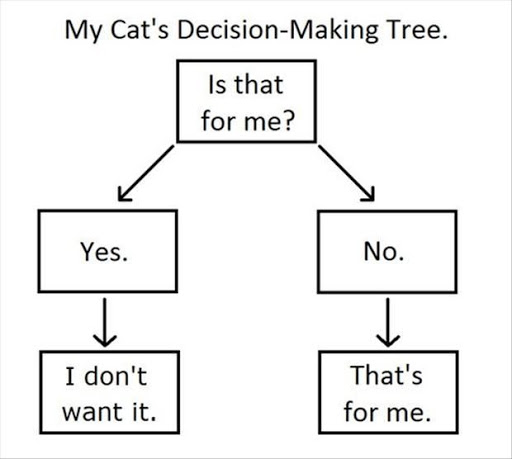 My Cat's Decision-Making Tree.
Is that
for me?
Yes.
No.
I don't
want it.
That's
for me.